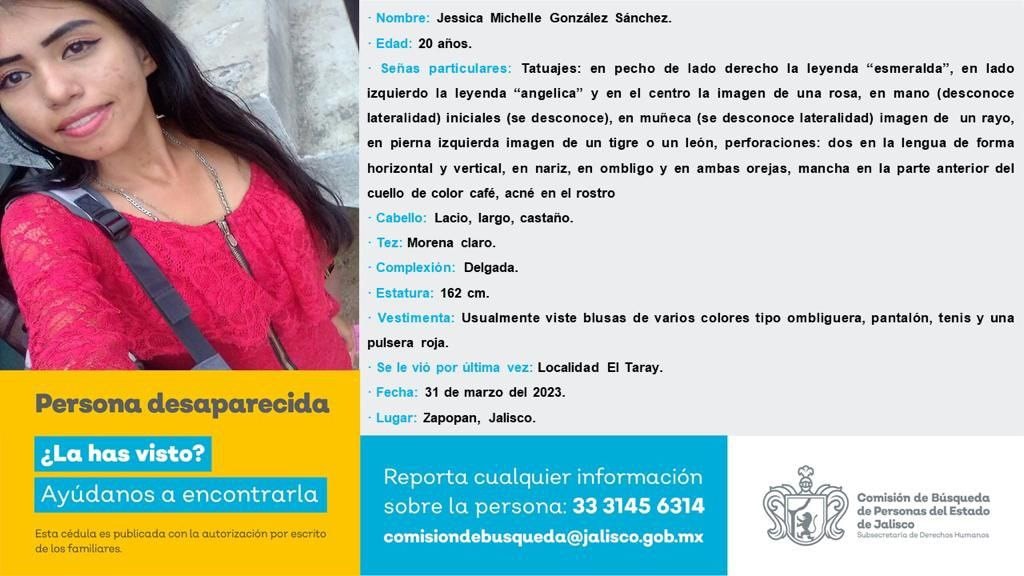 · Nombre: Jessica Michelle González Sánchez.
· Edad: 20 años.
· Señas particulares: Tatuajes: en pecho de lado derecho la leyenda “esmeralda”, en lado
izquierdo la leyenda “angelica” y en el centro la imagen de una rosa, en mano (desconoce
lateralidad) iniciales (se desconoce), en muñeca (se desconoce lateralidad) imagen de un rayo,
en pierna izquierda imagen de un tigre o un león, perforaciones: dos en la lengua de forma
horizontal y vertical, en nariz, en ombligo y en ambas orejas, mancha en la parte anterior del
cuello de color café, acné en el rostro
· Cabello: Lacio, largo, castaño.
· Tez: Morena claro.
· Complexión: Delgada.
· Estatura: 162 cm.
· Vestimenta: Usualmente viste blusas de varios colores tipo ombliguera, pantalón, tenis y una
pulsera roja.
· Se le vió por última vez: Localidad El Taray.
· Fecha: 31 de marzo del 2023.
· Lugar: Zapopan, Jalisco.
Persona desaparecida
¿La has visto?
Ayúdanos a encontrarla
Esta cédula es publicada con la autorización por escrito
de los familiares.
Reporta cualquier información
sobre la persona: 33 3145 6314
comisiondebusqueda@jalisco.gob.mx
Comisión de Búsqueda
de Personas del Estado
de Jalisco
Subsecretaría de Derechos Humanos